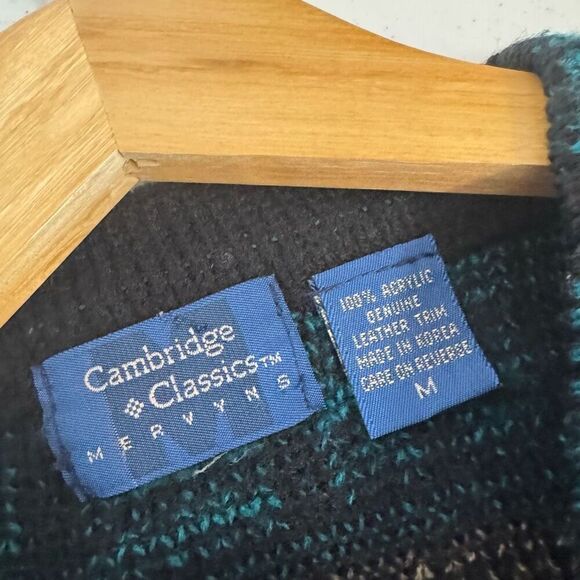 Cambridge
Classics™
MERVYNS
100% ACRYLIC
GENUINE
LEATHER TRIM
MADE IN KOREA
CARE ON REVERSE
M